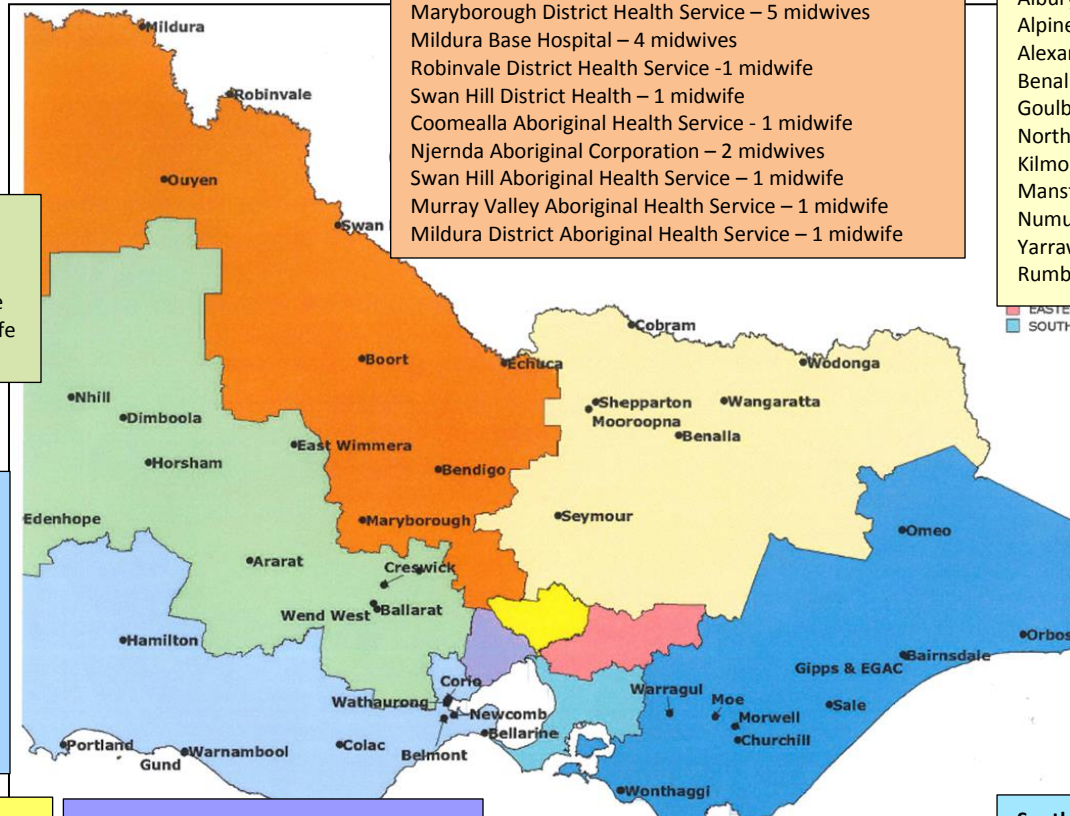 Maryborough District Health Service – 5 midwives
Mildura Base Hospital – 4 midwives
Robinvale District Health Service -1 midwife
Swan Hill District Health – 1 midwife
Coomealla Aboriginal Health Service - 1 midwife
Njernda Aboriginal Corporation – 2 midwives
Swan Hill Aboriginal Health Service – 1 midwife
Murray Valley Aboriginal Health Service – 1 midwife
Mildura District Aboriginal Health Service – 1 midwife
Alpine
Mildura
Robinvale
Ouyen
Swan
SOUTH
Cobram
Boort
Echuca
Wodonga
Nhill
Shepparton
Wangaratta
Dimboola
Mooroopna
Benalla
East Wimmera
Horsham
Bendigo
Edenhope
Maryborough
Seymour
Omeo
Ararat
Creswick
Wend West
Ballarat
Hamilton
Bairnsdale
Gipps & EGAC
Corio
Warragul
Moe
Wathaurong
Newcomb
Sale
Morwell
Bellarine
Churchill
Portland
Warnambool
Colac
Belmont
Gund
Wonthaggi